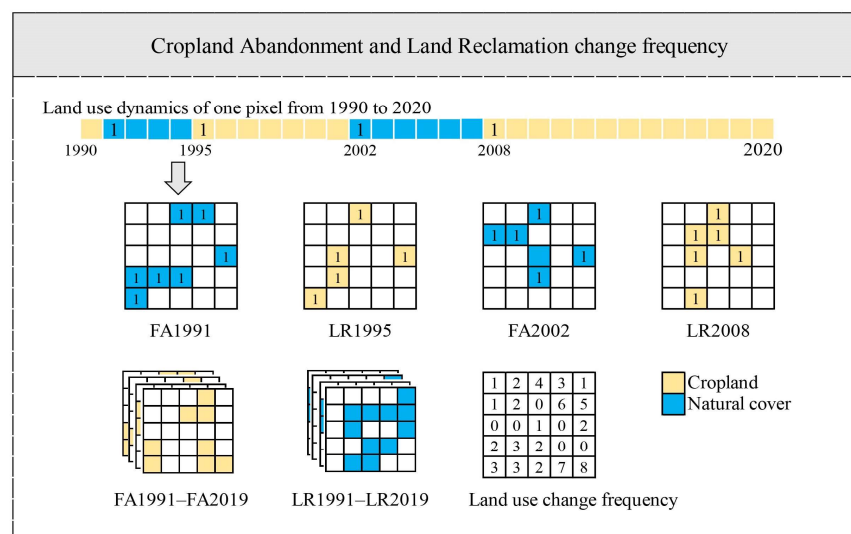 Cropland Abandonment and Land Reclamation change frequency
Land use dynamics of one pixel from 1990 to 2020
1 1 1 1
1990 1995 2002 2008 2020
1 1 1 1 1
1 1 1 1 1
1 1 1 1 1 1
1 1 1 1 1
1 1 1
FA1991 LR1995 FA2002 LR2008
1 2 4 3 1
1 2 0 6 5
0 0 1 0 2
2 3 2 0 0
3 3 2 7 8
Cropland
Natural cover
FA1991–FA2019 LR1991–LR2019 Land use change frequency